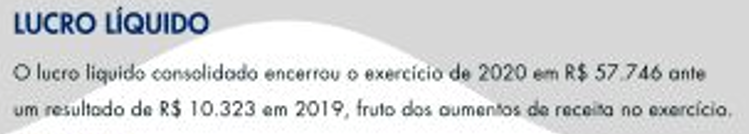 LUCRO LÍQUIDO
O lucro líquido consolidado encerrou o exercício de 2020 em R$ 57.746 ante
um resultado de R$ 10.323 em 2019, fruto dos aumentos de receita no exercício.